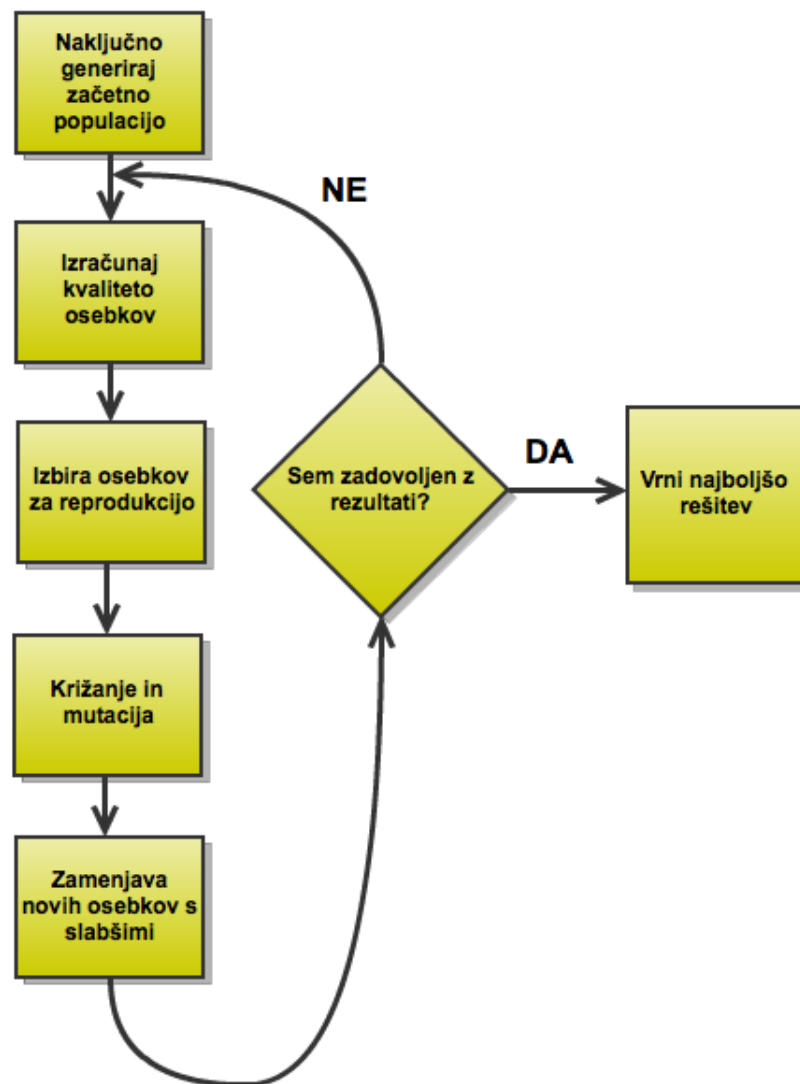 Naključno
generiraj
začetno
populacijo
NE
Izračunaj
kvaliteto
osebkov
Izbira osebkov
za reprodukcijo
Sem zadovoljen z
rezultati?
DA
Vrni najboljšo
rešitev
Križanje in
mutacija
Zamenjava
novih osebkov s
slabšimi